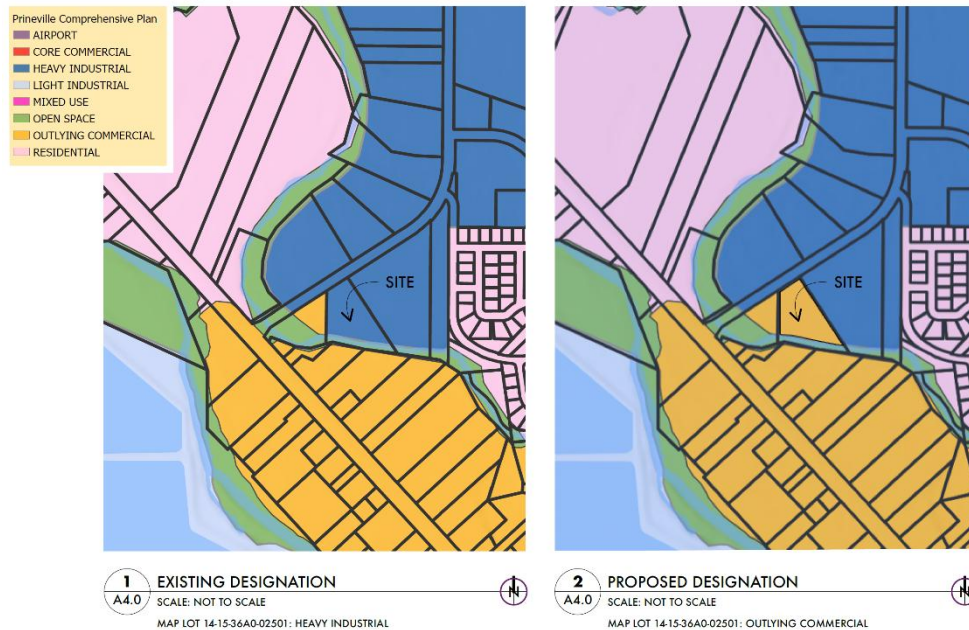 Prineville Comprehensive Plan
AIRPORT
CORE COMMERCIAL
HEAVY INDUSTRIAL
LIGHT INDUSTRIAL
MIXED USE
OPEN SPACE
OUTLYING COMMERCIAL
RESIDENTIAL
SITE
SITE
1
A4.0
EXISTING DESIGNATION
SCALE: NOT TO SCALE
MAP LOT 14-15-36A0-02501: HEAVY INDUSTRIAL
N
2
A4.0
PROPOSED DESIGNATION
SCALE: NOT TO SCALE
MAP LOT 14-15-36A0-02501: OUTLYING COMMERCIAL
N